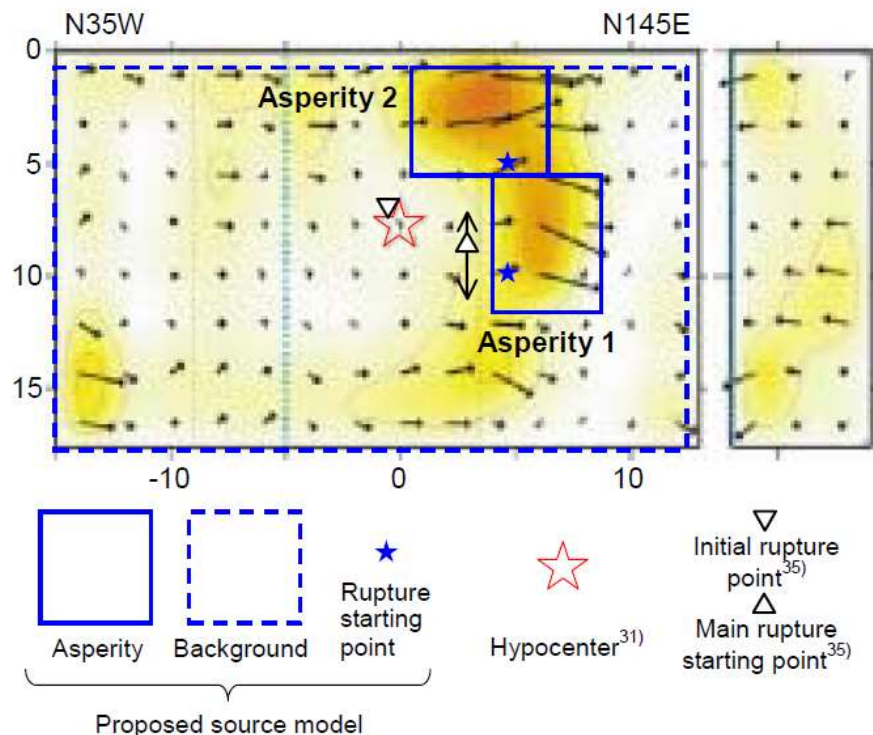 N35W N145E
0
Asperity 2
5
10
Asperity 1
15
-10 0 10
Asperity
Background
Rupture
starting
point
Hypocenter31)
Initial rupture
point35)
Main rupture
starting point35)
Proposed source model